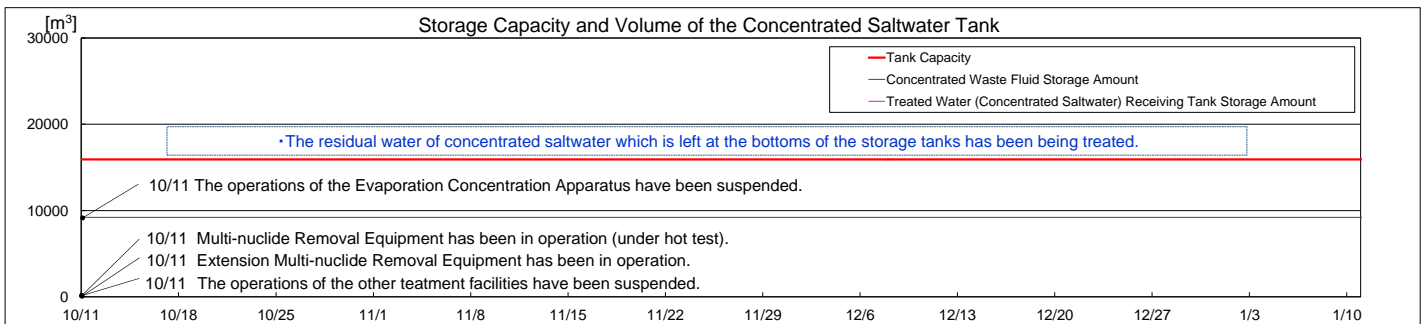 [m³]
Storage Capacity and Volume of the Concentrated Saltwater Tank
30000
Tank Capacity
Concentrated Waste Fluid Storage Amount
Treated Water (Concentrated Saltwater) Receiving Tank Storage Amount
20000
・The residual water of concentrated saltwater which is left at the bottoms of the storage tanks has been being treated.
10/11 The operations of the Evaporation Concentration Apparatus have been suspended.
10000
10/11 Multi-nuclide Removal Equipment has been in operation (under hot test).
10/11 Extension Multi-nuclide Removal Equipment has been in operation.
10/11 The operations of the other teatment facilities have been suspended.
0
10/11 10/18 10/25 11/1 11/8 11/15 11/22 11/29 12/6 12/13 12/20 12/27 1/3 1/10